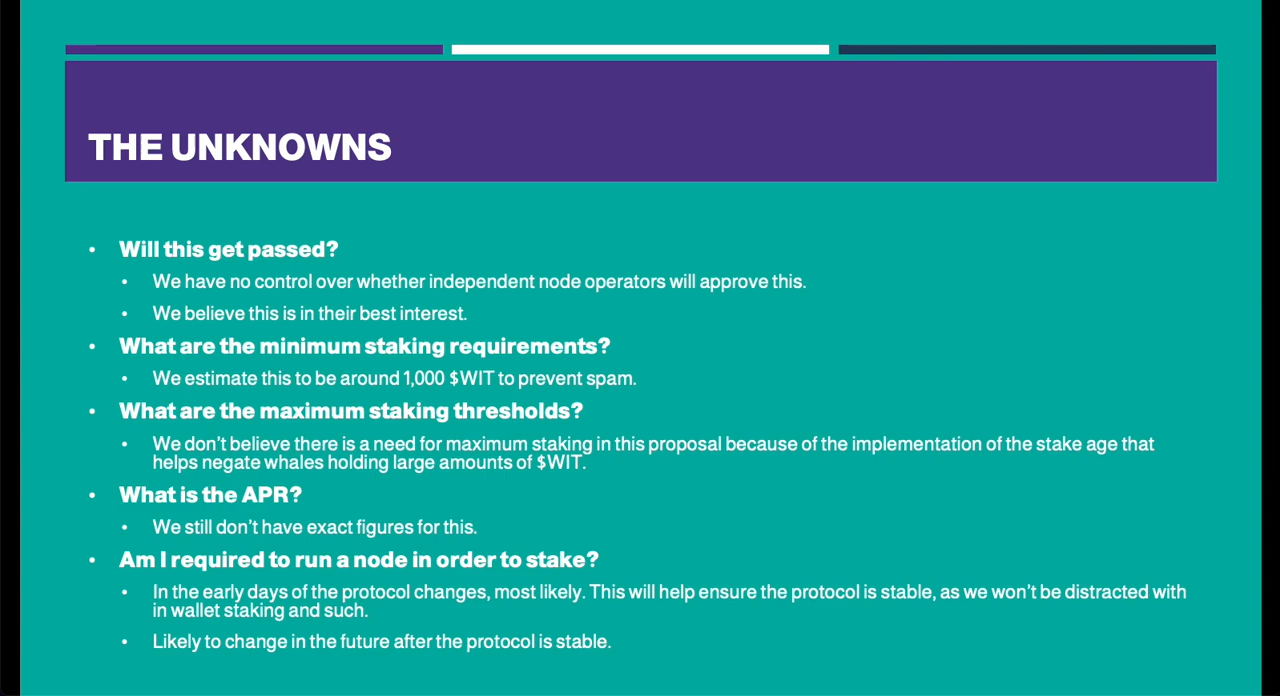 THE UNKNOWNS
• Will this get passed?
• We have no control over whether independent node operators will approve this.
• We believe this is in their best interest.
• What are the minimum staking requirements?
• We estimate this to be around 1,000 $WIT to prevent spam.
• What are the maximum staking thresholds?
• We don’t believe there is a need for maximum staking in this proposal because of the implementation of the stake age that
helps negate whales holding large amounts of $WIT.
• What is the APR?
• We still don’t have exact figures for this.
• Am I required to run a node in order to stake?
• In the early days of the protocol changes, most likely. This will help ensure the protocol is stable, as we won’t be distracted with
in wallet staking and such.
• Likely to change in the future after the protocol is stable.